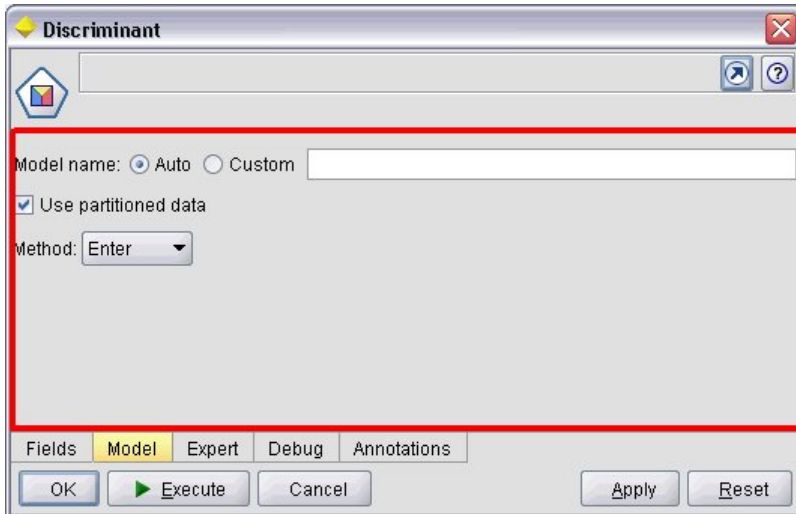 Discriminant
Model name: Auto Custom
Use partitioned data
Method: Enter
Fields Model Expert Debug Annotations
OK Execute Cancel Apply Reset